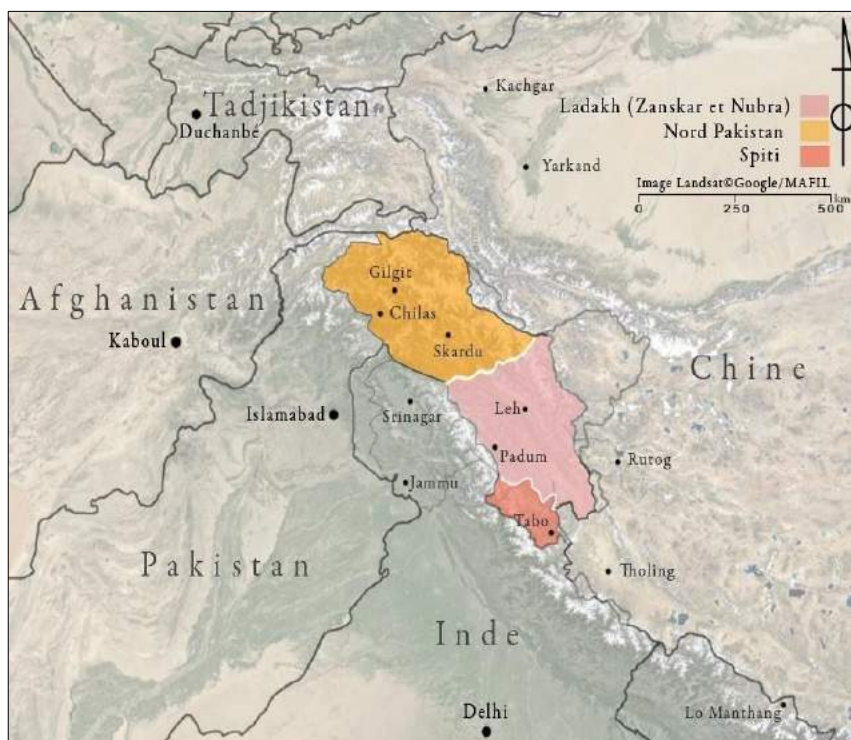 Kachgar
Tadjikistan
Duchanbé
Ladakh (Zanskar et Nubra)
Nord Pakistan
Spiti
Yarkand
Image Landsat©Google/MAFIL
0 250 500 km
Gilgit
Afghanistan
Chilas
Kaboul
Skardu
Chine
Leh
Islamabad
Srinagar
Padum
Rutog
Jammu
Tabo
Pakistan
Tholing
Inde
Delhi
Lo Manthang